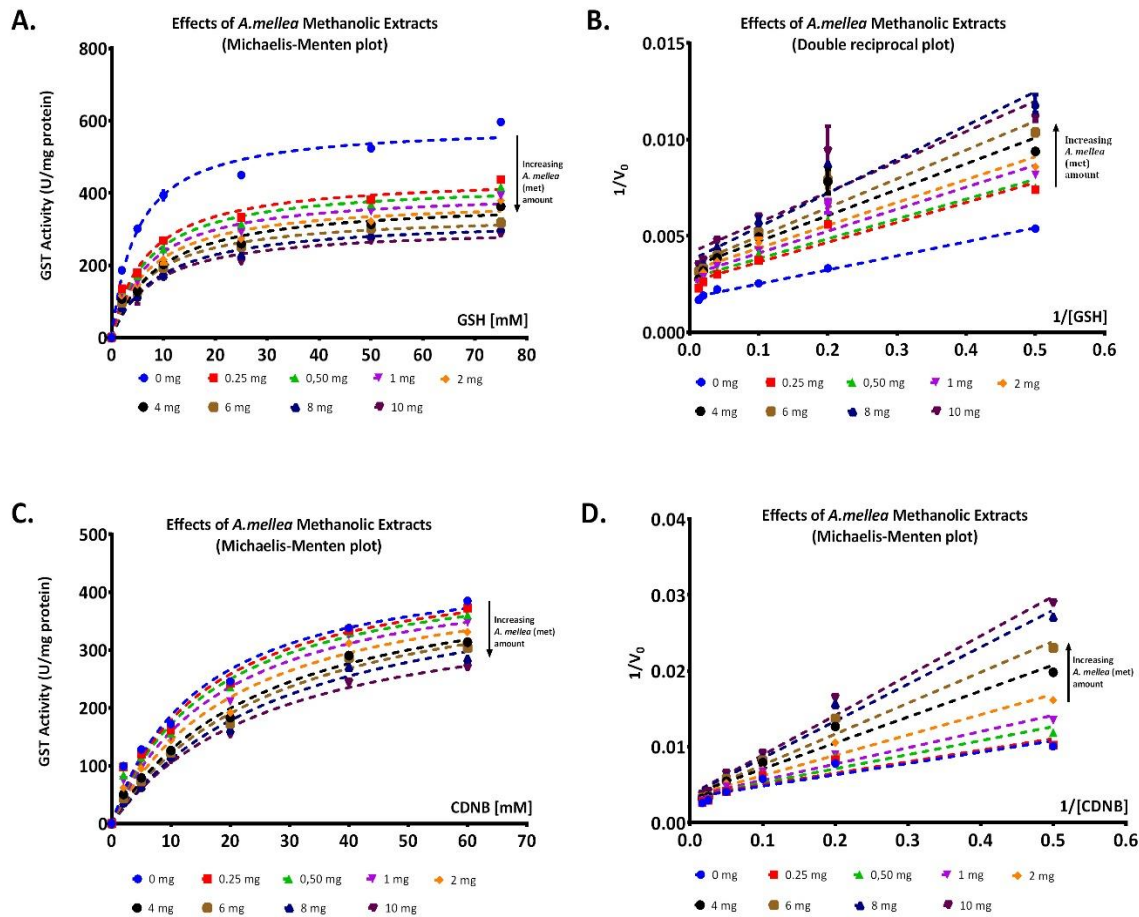 A.
Effects of A.mellea Methanolic Extracts
(Michaelis-Menten plot)
GST Activity (U/mg protein)
800
600
400
200
0
0 10 20 30 40 50 60 70 80
GSH [mM]
Increasing
A. mellea
(met)
amount
0 mg 0.25 mg 0,50 mg 1 mg 2 mg
4 mg 6 mg 8 mg 10 mg
B.
Effects of A.mellea Methanolic Extracts
(Double reciprocal plot)
1/V0
0.015
0.010
0.005
0.000
0.0 0.1 0.2 0.3 0.4 0.5 0.6
1/[GSH]
Increasing
A. mellea
(met)
amount
0 mg 0.25 mg 0,50 mg 1 mg 2 mg
4 mg 6 mg 8 mg 10 mg
C.
Effects of A.mellea Methanolic Extracts
(Michaelis-Menten plot)
GST Activity (U/mg protein)
500
400
300
200
100
0
0 10 20 30 40 50 60 70
CDNB [mM]
Increasing
A. mellea (met)
amount
0 mg 0.25 mg 0,50 mg 1 mg 2 mg
4 mg 6 mg 8 mg 10 mg
D.
Effects of A.mellea Methanolic Extracts
(Michaelis-Menten plot)
1/V0
0.04
0.03
0.02
0.01
0.00
0.0 0.1 0.2 0.3 0.4 0.5 0.6
1/[CDNB]
Increasing
A. mellea (met)
amount
0 mg 0.25 mg 0,50 mg 1 mg 2 mg
4 mg 6 mg 8 mg 10 mg